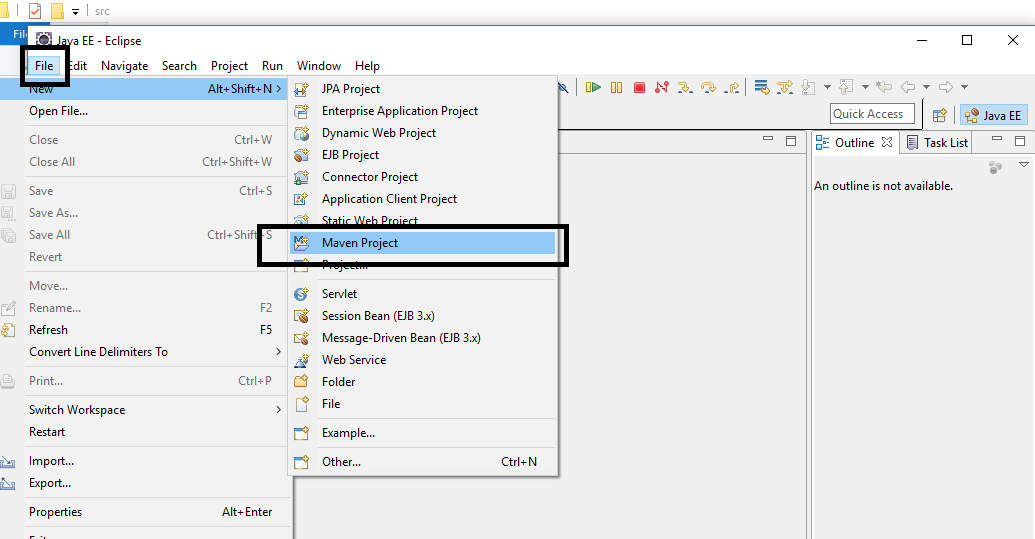 src
Fil
Java EE - Eclipse
File Edit Navigate Search Project Run Window Help
New Alt+Shift+N
Open File...
Close Ctrl+W
Close All Ctrl+Shift+W
Save Ctrl+S
Save As...
Save All Ctrl+Shift+S
Revert
Move...
Rename... F2
Refresh F5
Convert Line Delimiters To
Print... Ctrl+P
Switch Workspace
Restart
Import...
Export...
Properties Alt+Enter
Exit
JPA Project
Enterprise Application Project
Dynamic Web Project
EJB Project
Connector Project
Application Client Project
Static Web Project
Maven Project
Project...
Servlet
Session Bean (EJB 3.x)
Message-Driven Bean (EJB 3.x)
Web Service
Folder
File
Example...
Other... Ctrl+N
Quick Access
Java EE
Outline
Task List
An outline is not available.